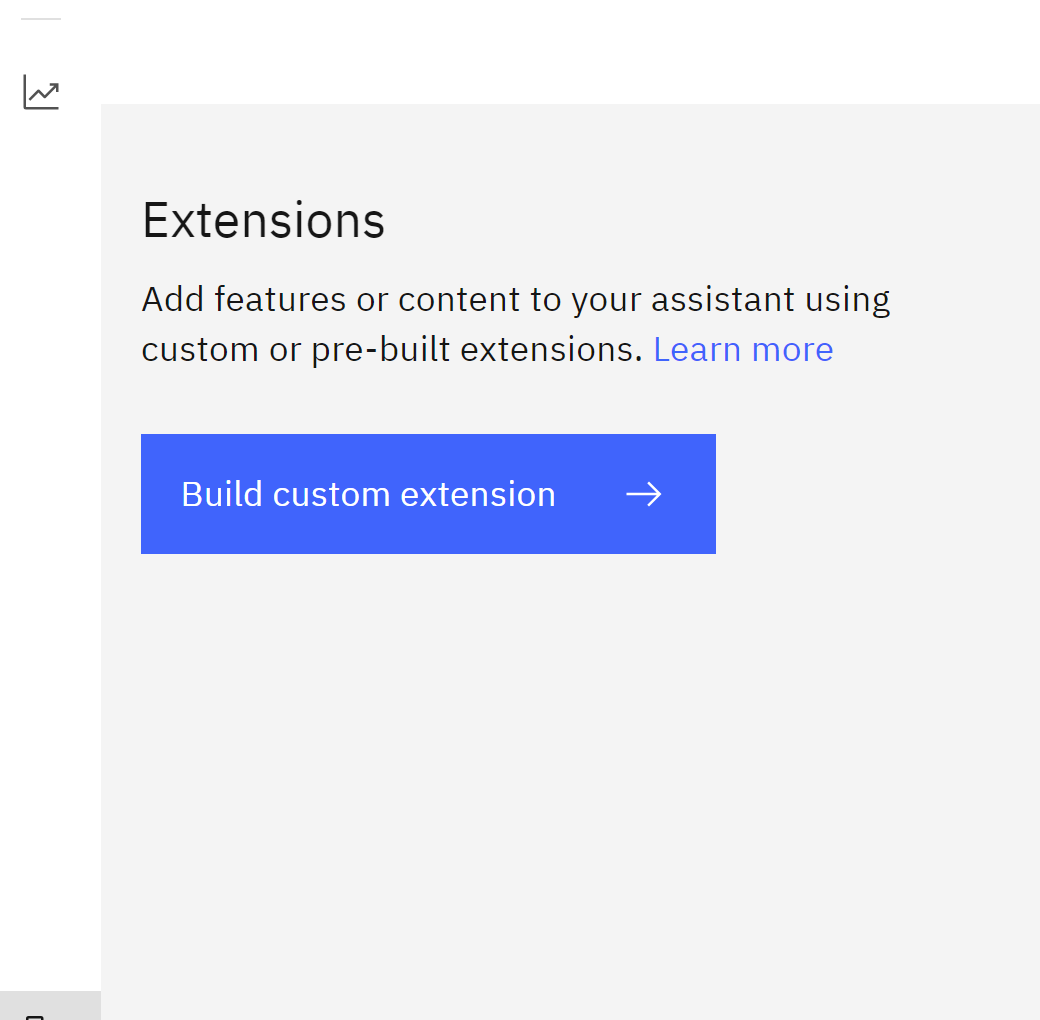 Extensions
Add features or content to your assistant using
custom or pre-built extensions. Learn more
Build custom extension